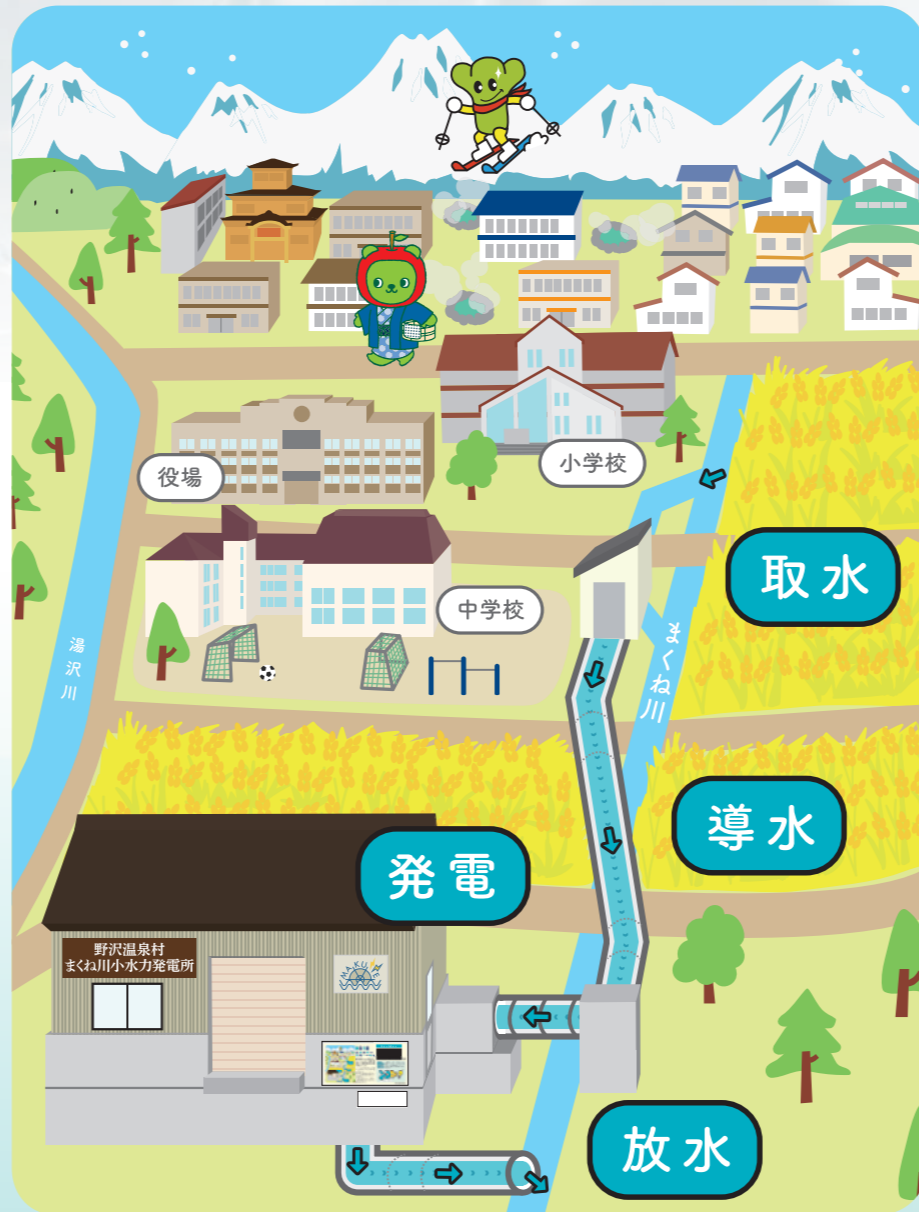 役場
小学校
取水
中学校
まくね川
湯沢川
導水
発電
野沢温泉村
まくね川小水力発電所
MAKUNE
放水